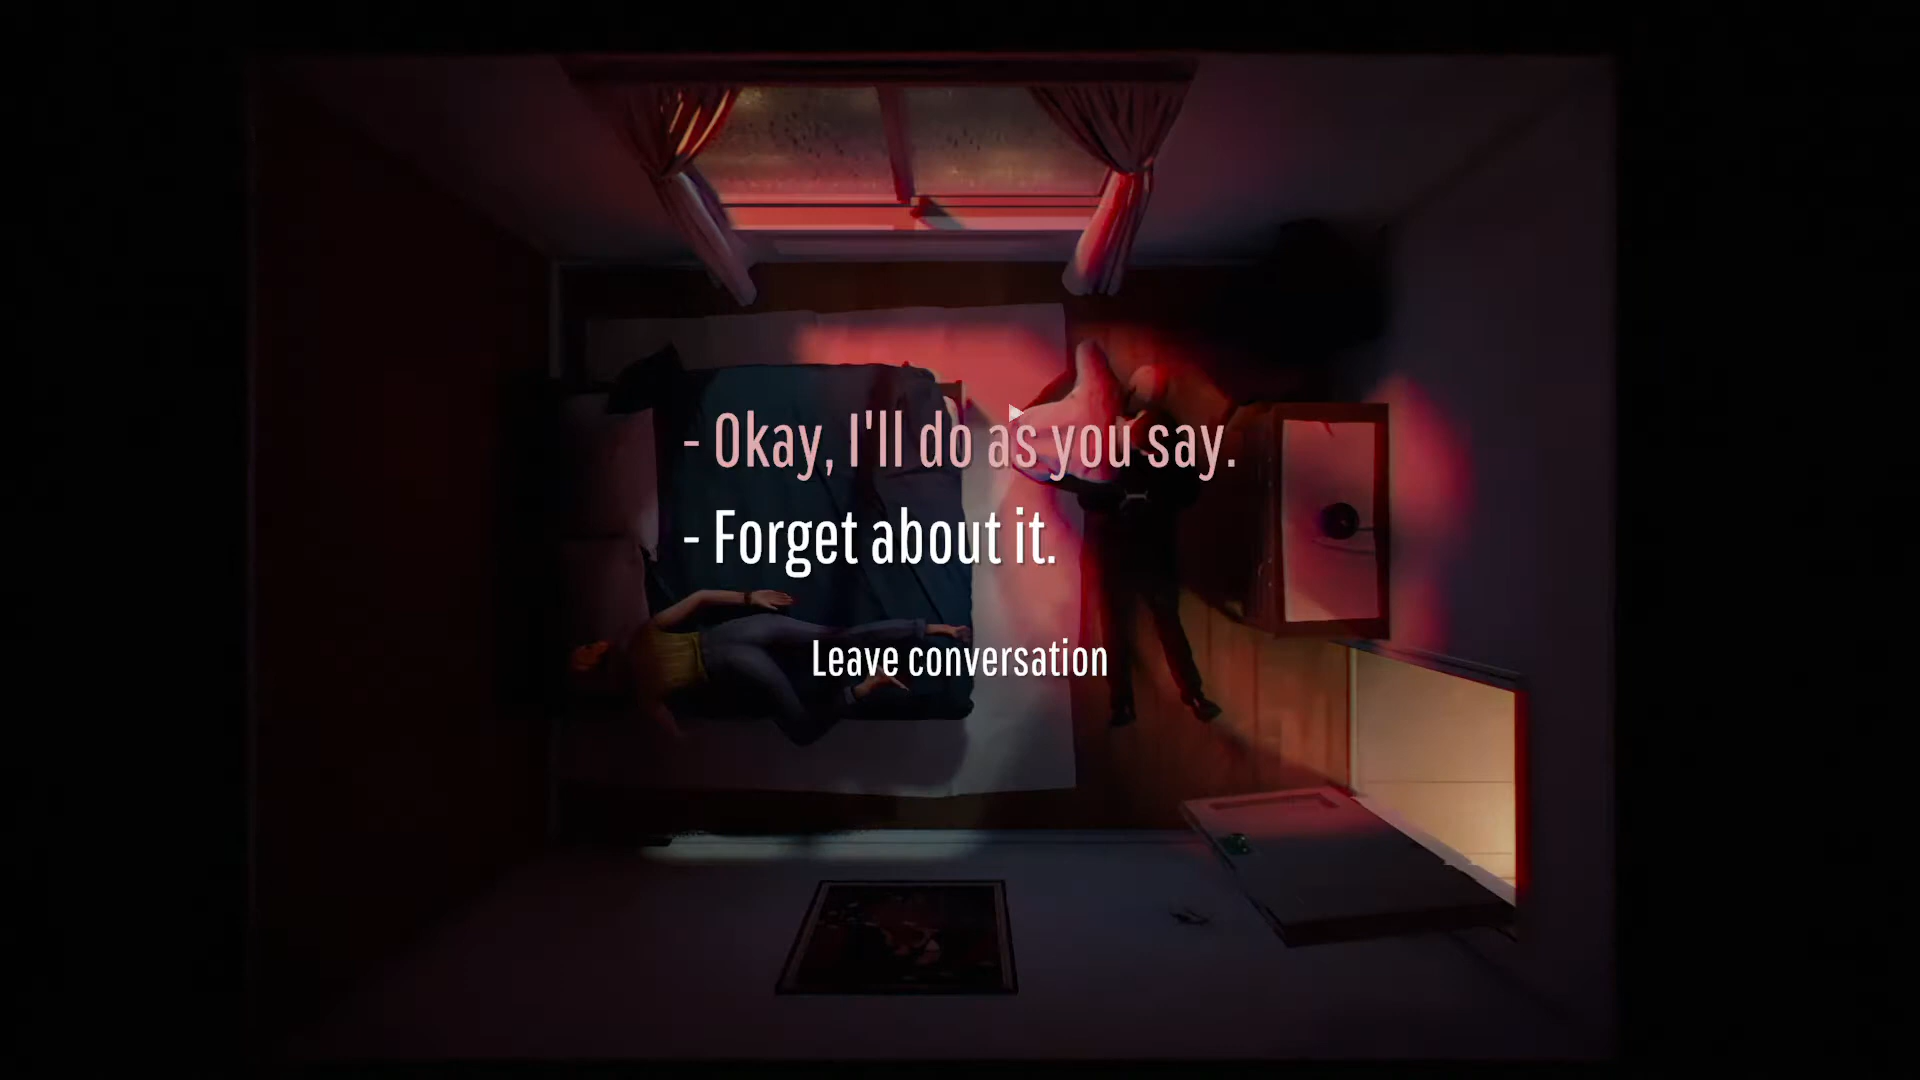 - Okay, I'll do as you say.
- Forget about it.
Leave conversation